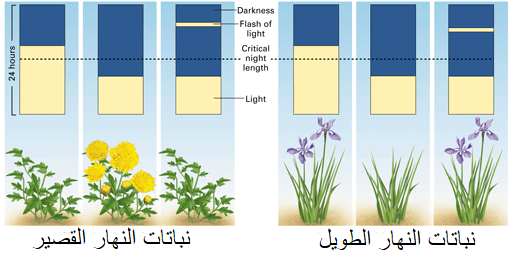 24 hours
Darkness
Flash of
light
Critical
night
length
Light
نباتات النهار القصير
نباتات النهار الطويل